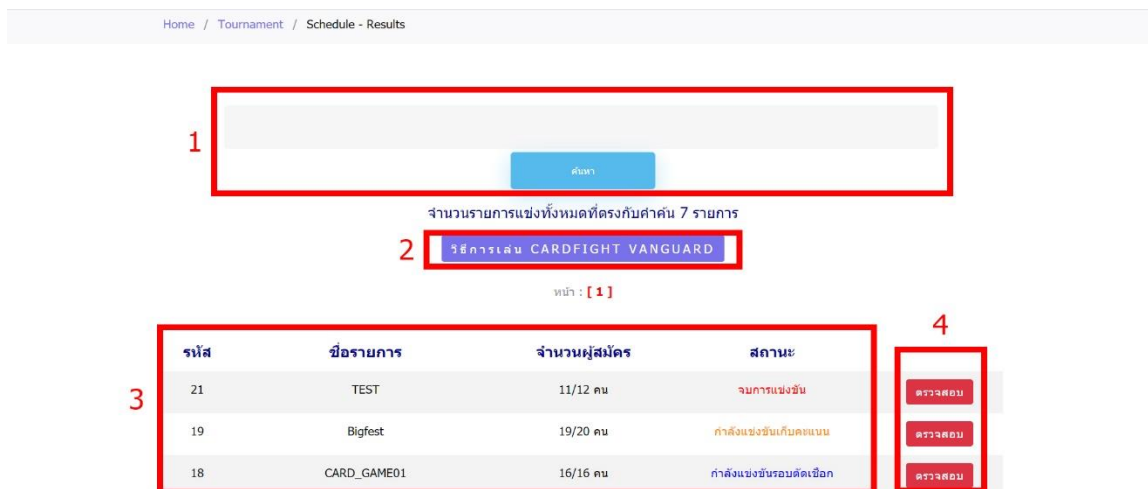 Home / Tournament / Schedule - Results
1
ค้นหา
จำนวนรายการแข่งทั้งหมดที่ตรงกับคำค้น 7 รายการ
2 วิธีการเล่น CARDFIGHT VANGUARD
หน้า : [ 1 ]
4
รหัส ชื่อรายการ จำนวนผู้สมัคร สถานะ
3
21 TEST 11/12 คน จบการแข่งขัน ตรวจสอบ
19 Bigfest 19/20 คน กำลังแข่งขันเก็บคะแนน ตรวจสอบ
18 CARD_GAME01 16/16 คน กำลังแข่งขันรอบตัดเชือก ตรวจสอบ